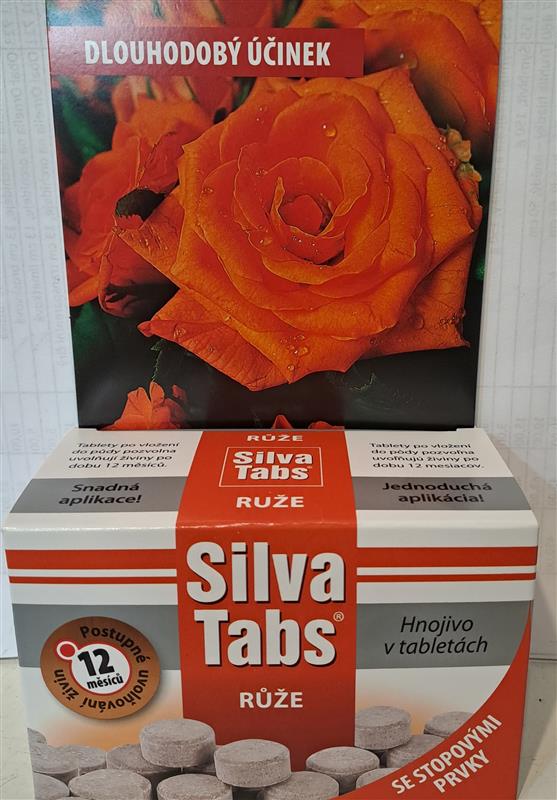 DLOUHODOBÝ ÚČINEK
RŮŽE
Silva
Tabs®
RUŽE
Tablety po vložení
do půdy pozvolna
uvolňují živiny po
dobu 12 měsíců.
Snadná
aplikace!
Tablety po vložení
do pôdy pozvoľna
uvoľňujú živiny po
dobu 12 mesiacov.
Jednoduchá
aplikácia!
Silva
Tabs®
RŮŽE
Hnojivo
v tabletách
Postupné
uvolňování živin
12
měsíců
SE STOPOVÝMI
PRVKY